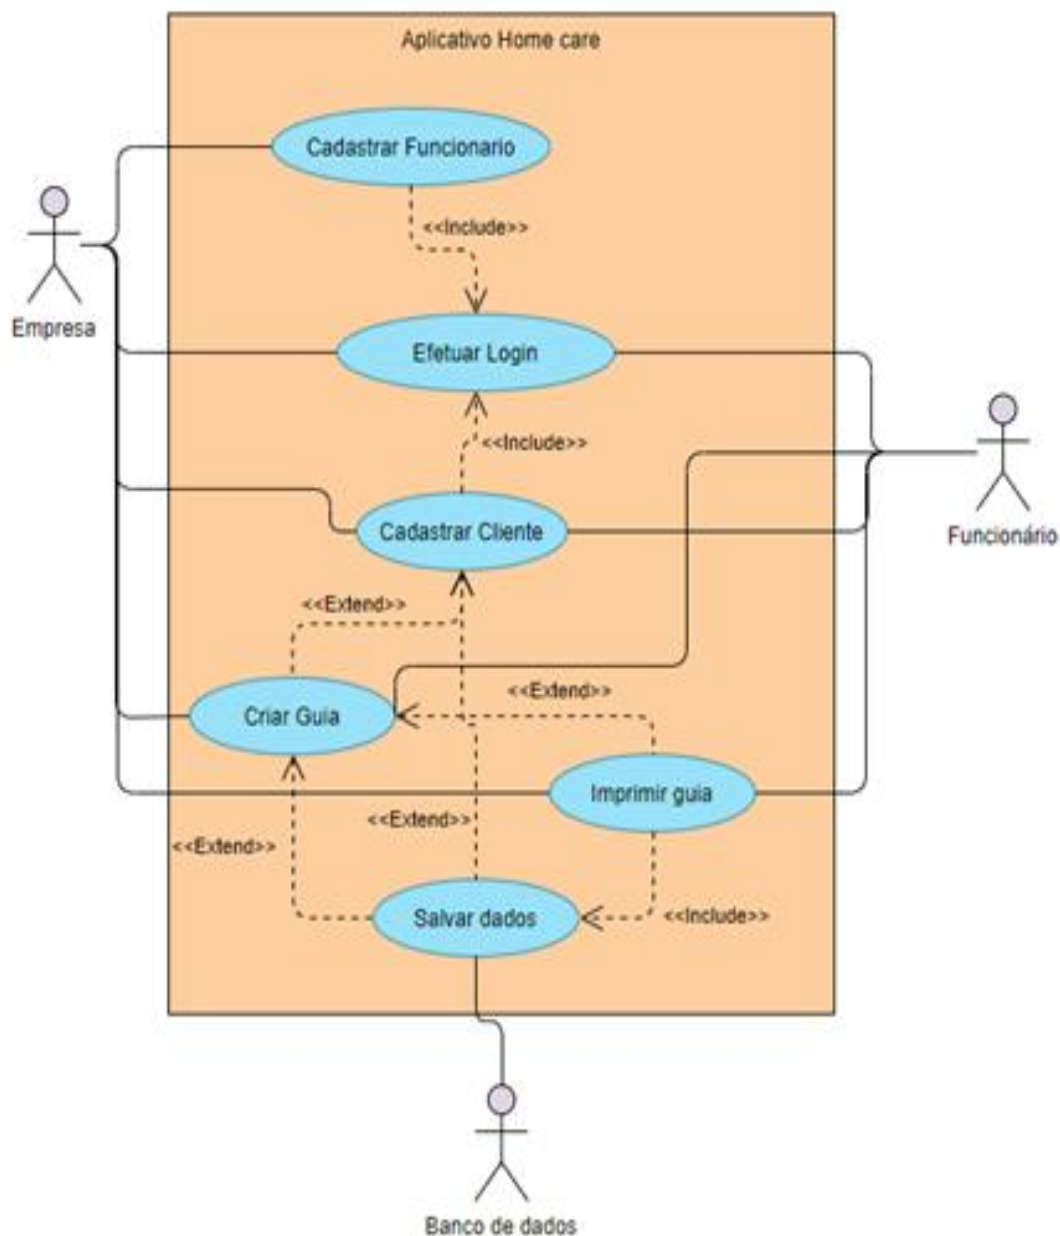 Aplicativo Home care
Cadastrar Funcionario
<<Include>>
Empresa
Efetuar Login
<<Include>>
Funcionário
Cadastrar Cliente
<<Extend>>
<<Extend>>
Criar Guia
Imprimir guia
<<Extend>>
<<Extend>>
Salvar dados
<<Include>>
Banco de dados